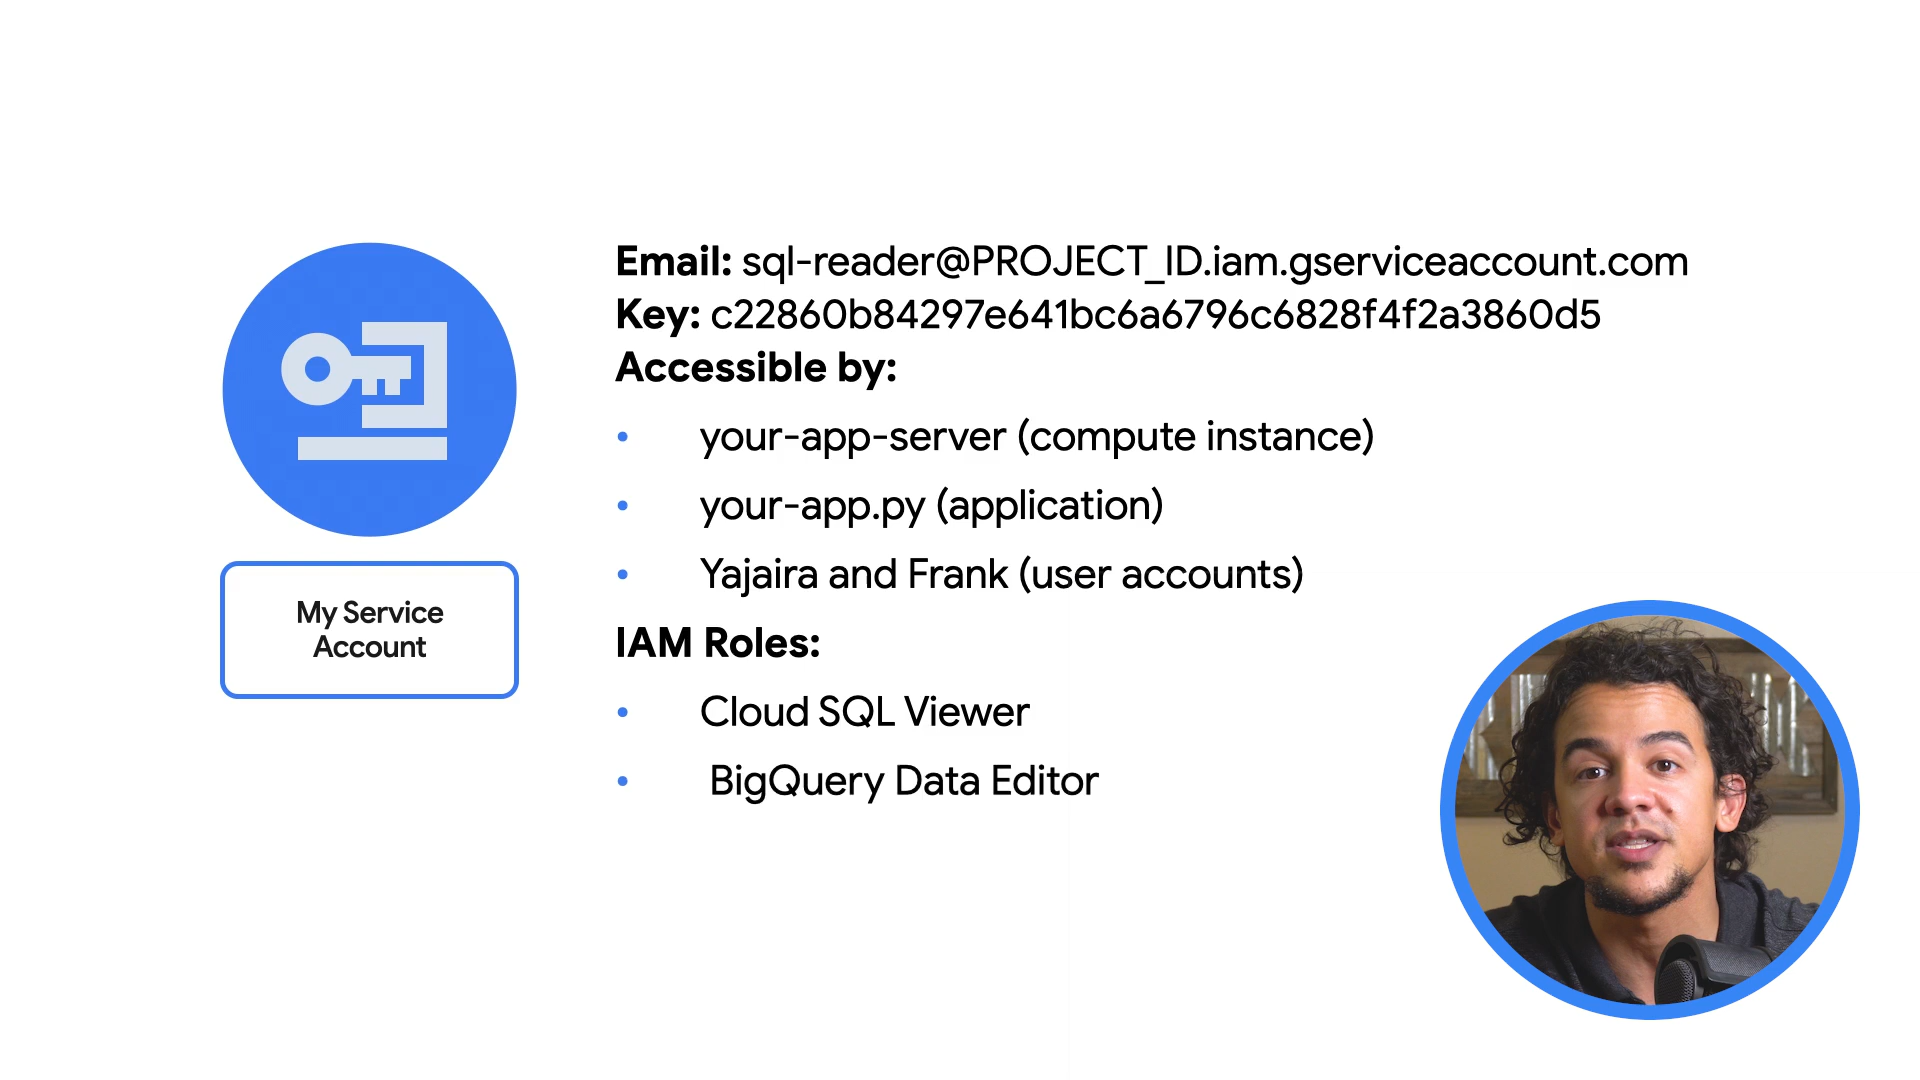 Email: sql-reader@PROJECT_ID.iam.gserviceaccount.com
Key: c22860b84297e641bc6a6796c6828f4f2a3860d5
Accessible by:
• your-app-server (compute instance)
• your-app.py (application)
• Yajaira and Frank (user accounts)
IAM Roles:
• Cloud SQL Viewer
• BigQuery Data Editor
My Service
Account